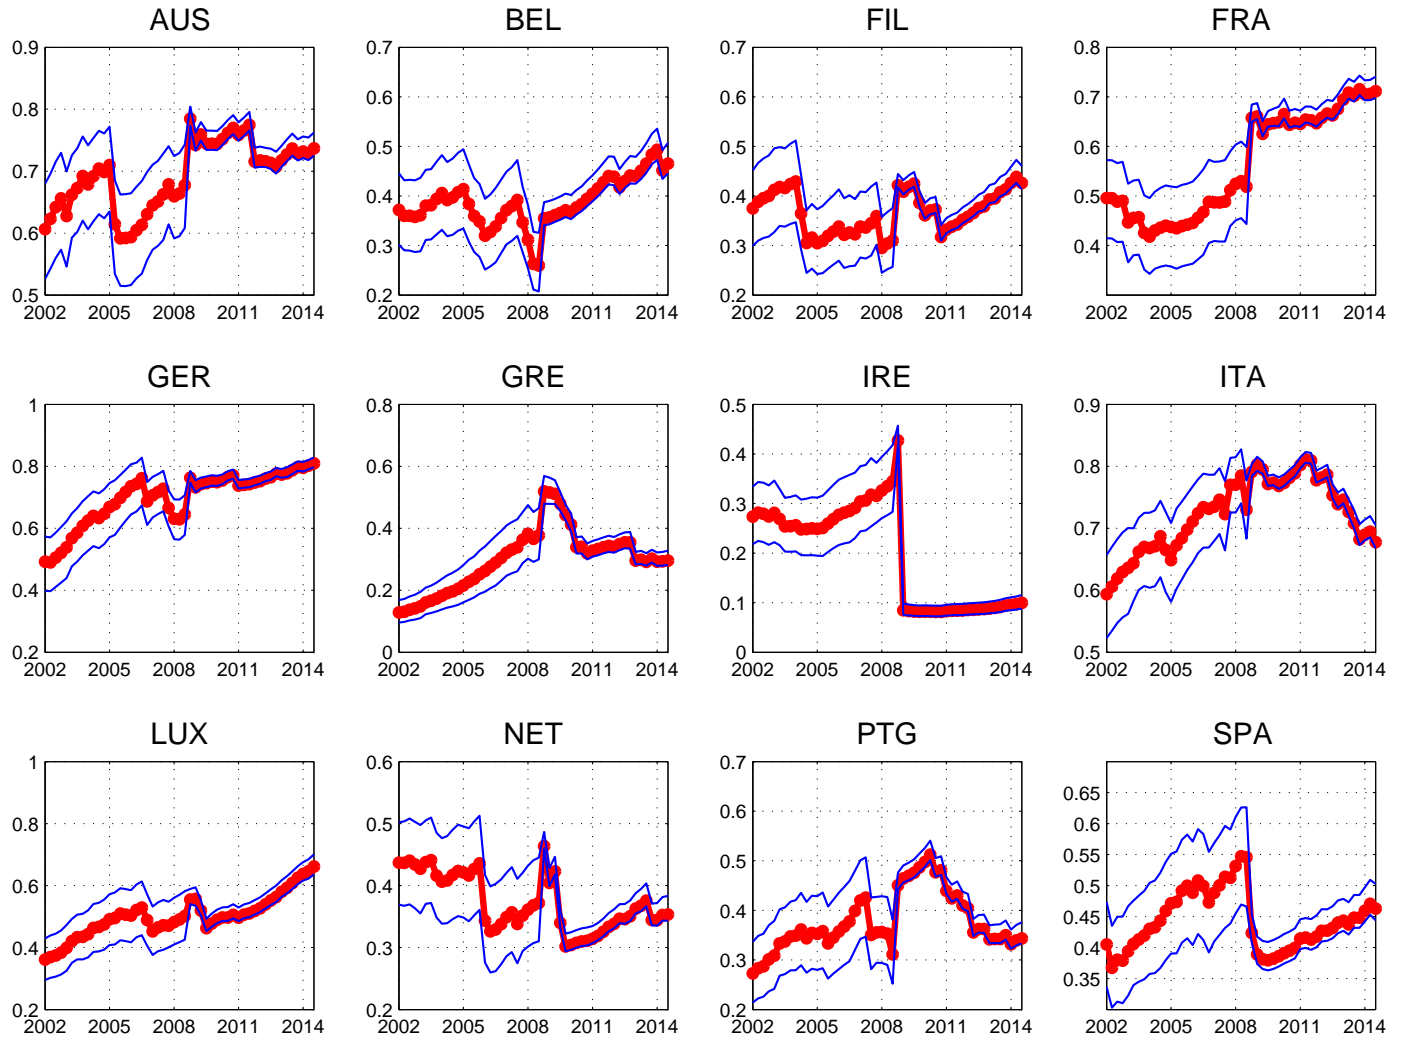 AUS BEL FIL FRA
0.9 0.7 0.7 0.8
0.8 0.6 0.6 0.7
0.5 0.5 0.6
0.7 0.4 0.4 0.5
0.6 0.3 0.3 0.4
0.5 0.2 0.2
2002 2005 2008 2011 2014 2002 2005 2008 2011 2014 2002 2005 2008 2011 2014 2002 2005 2008 2011 2014
GER GRE IRE ITA
1 0.8 0.5 0.9
0.8 0.6 0.4 0.8
0.6 0.4 0.3 0.7
0.4 0.2 0.2 0.6
0.1
0.2 0 0 0.5
2002 2005 2008 2011 2014 2002 2005 2008 2011 2014 2002 2005 2008 2011 2014 2002 2005 2008 2011 2014
LUX NET PTG SPA
1 0.6 0.7
0.65
0.8 0.5 0.6 0.6
0.55
0.6 0.4 0.5 0.5
0.45
0.4 0.3 0.4 0.4
0.3 0.35
0.2 0.2 0.2
2002 2005 2008 2011 2014 2002 2005 2008 2011 2014 2002 2005 2008 2011 2014 2002 2005 2008 2011 2014